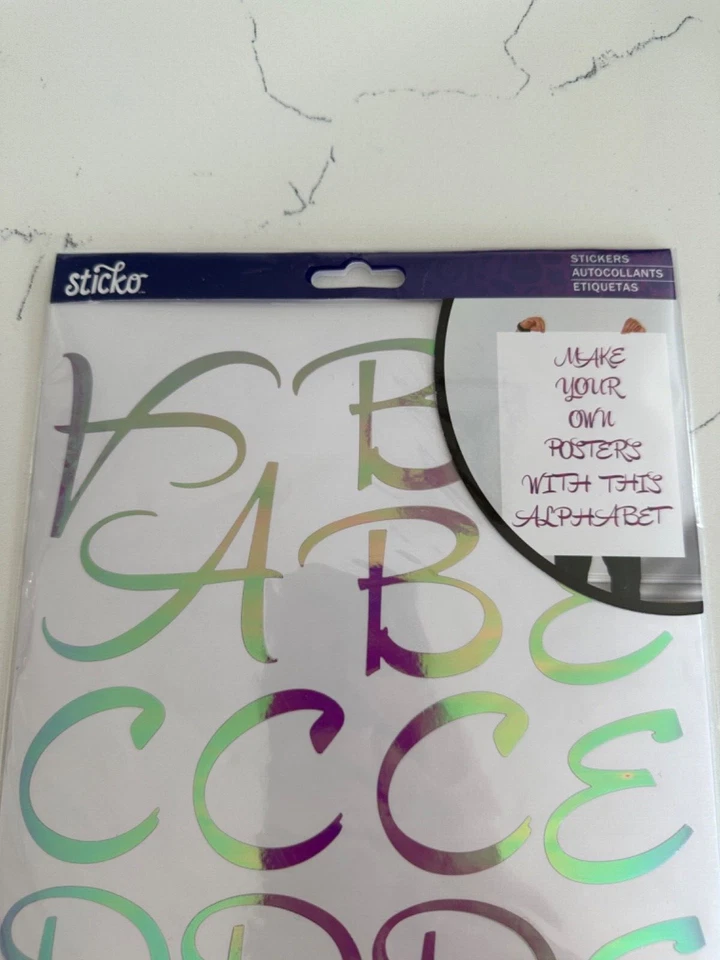 sticko
STICKERS
AUTOCOLLANTS
ETIQUETAS
MAKE
YOUR
OWN
POSTERS
WITH THIS
ALPHABET
A B
A B E
C C C E
D D D